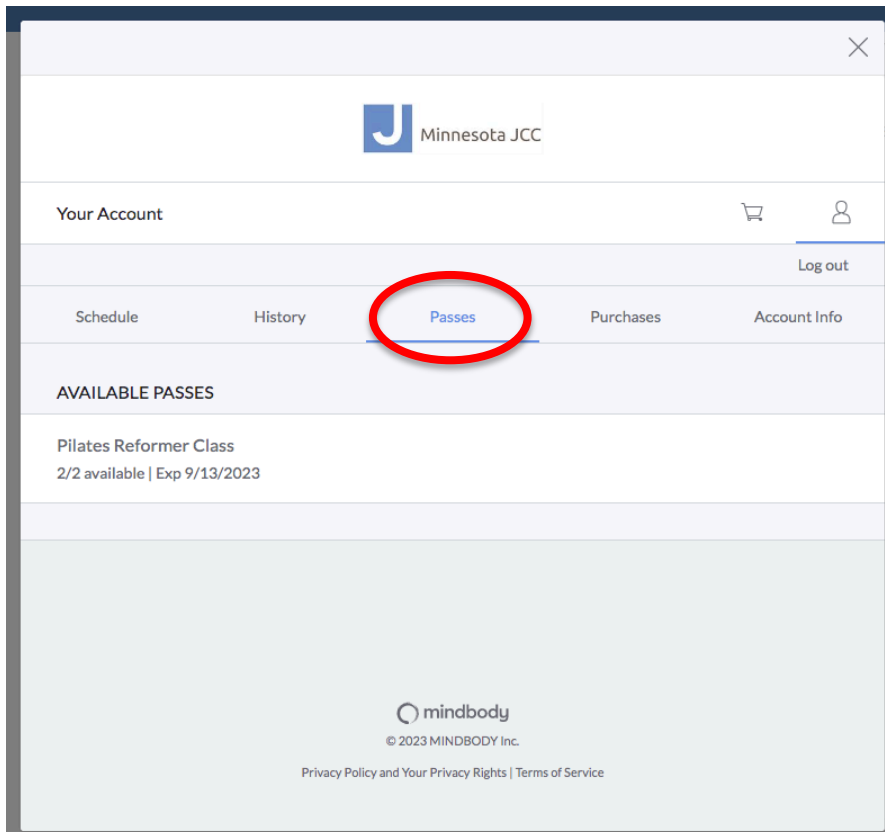 J Minnesota JCC
Your Account
Log out
Schedule History Passes Purchases Account Info
AVAILABLE PASSES
Pilates Reformer Class
2/2 available | Exp 9/13/2023
mindbody
© 2023 MINDBODY Inc.
Privacy Policy and Your Privacy Rights | Terms of Service